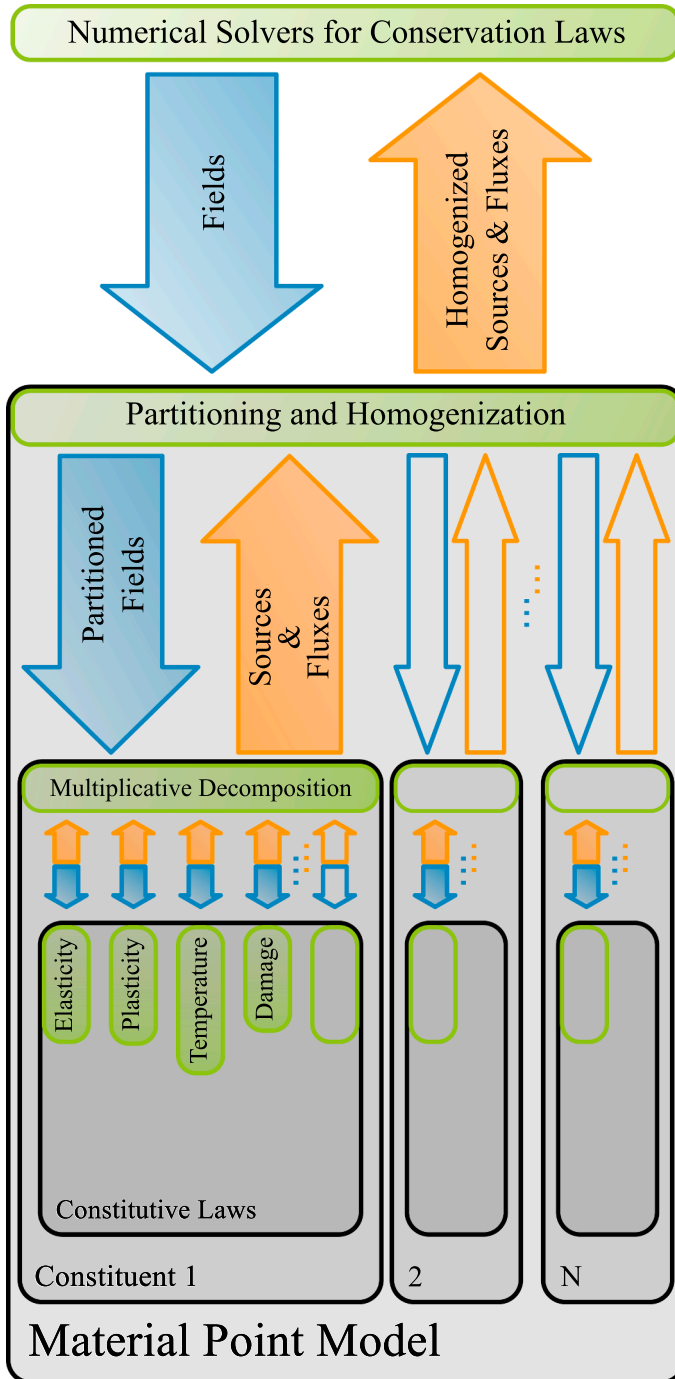 Numerical Solvers for Conservation Laws
Fields
Homogenized
Sources & Fluxes
Partitioning and Homogenization
Partitioned
Fields
Sources
&
Fluxes
Multiplicative Decomposition
Elasticity
Plasticity
Temperature
Damage
Constitutive Laws
Constituent 1
2
N
Material Point Model